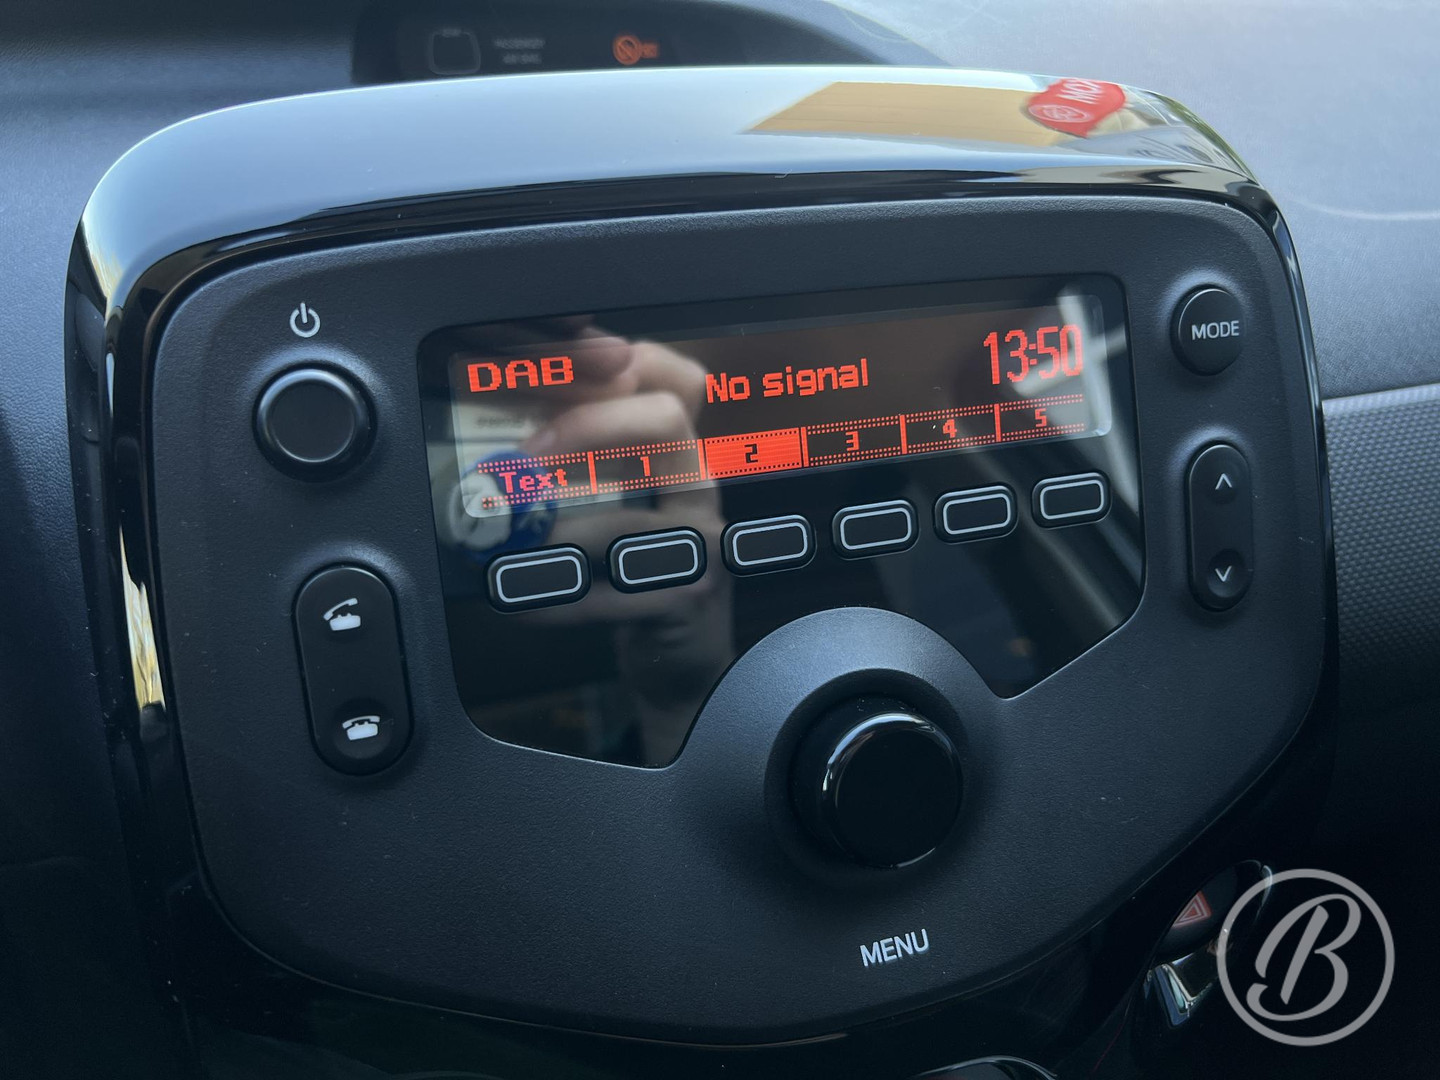 DAB
No signal
13:50
Text 1 2 3 4 5
MODE
MENU
B